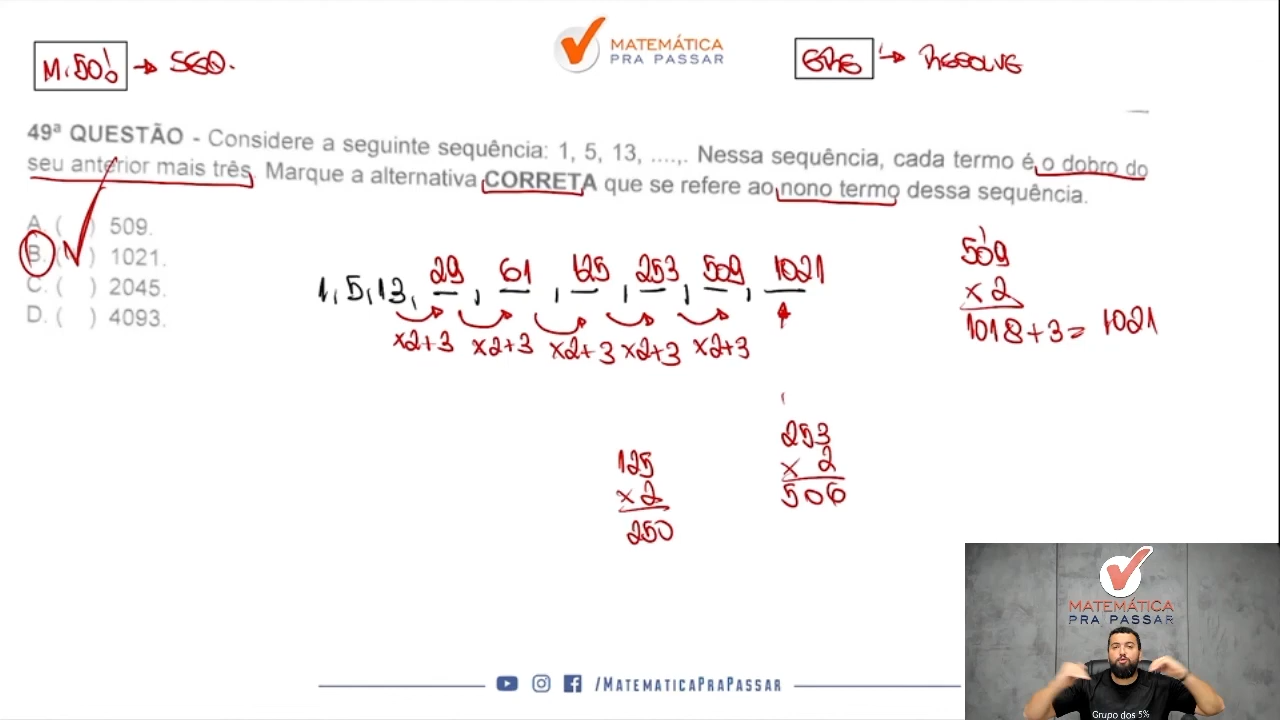 M.50! → SEQ.
MATEMÁTICA
PRA PASSAR
→ RESOLVE
49ª QUESTÃO - Considere a seguinte sequência: 1, 5, 13, ....,. Nessa sequência, cada termo é o dobro do
seu anterior mais três. Marque a alternativa CORRETA que se refere ao nono termo dessa sequência.
A. ( ) 509.
B. ( ) 1021.
C. ( ) 2045.
D. ( ) 4093.
1, 5, 13, 29, 61, 125, 253, 509, 1021
x2+3 x2+3 x2+3 x2+3 x2+3
509
x 2
1018+3= 1021
125
x 2
250
253
x 2
506
MATEMÁTICA
PRA PASSAR
Grupo dos 5%
/MATEMATICAPRAPASSAR